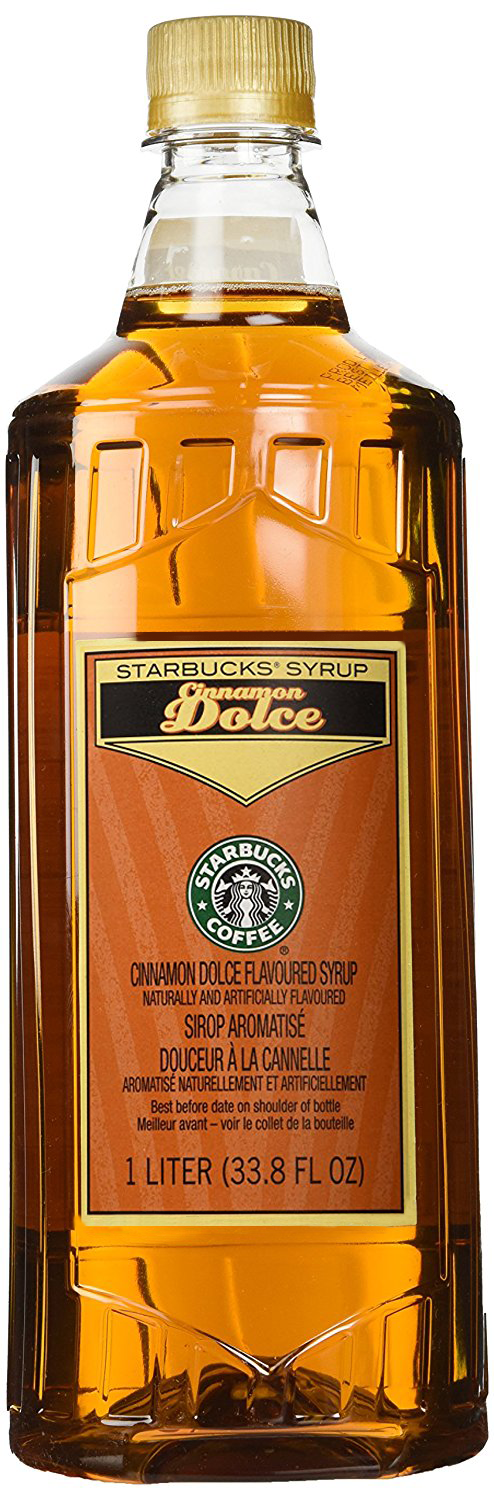 STARBUCKS® SYRUP
Cinnamon
Dolce
STARBUCKS
COFFEE
®
CINNAMON DOLCE FLAVOURED SYRUP
NATURALLY AND ARTIFICIALLY FLAVOURED
SIROP AROMATISÉ
DOUCEUR À LA CANNELLE
AROMATISÉ NATURELLEMENT ET ARTIFICIELLEMENT
Best before date on shoulder of bottle
Meilleur avant – voir le collet de la bouteille
1 LITER (33.8 FL OZ)